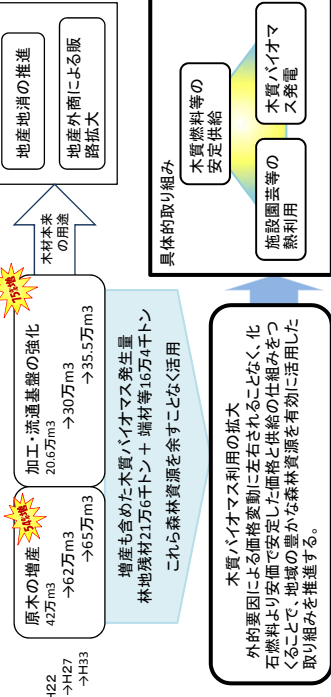 H22
→H27
→H33
原木の増産
54%増
42万m3
→62万m3
→65万m3
加工・流通基盤の強化
20.6万m3
→30万m3
→35.5万m3
木材本来
の用途
地産地消の推進
地産外商による販
路拡大
増産も含めた木質バイオマス発生量
林地残材21万6千トン + 端材等16万4千トン
これら森林資源を余すことなく活用
木質バイオマス利用の拡大
外的要因による価格変動に左右されることなく、化
石燃料より安価で安定した価格と供給の仕組みをつ
くることで、地域の豊かな森林資源を有効に活用した
取り組みを推進する。
具体的取り組み
木質燃料等の
安定供給
施設園芸等の
熱利用
木質バイオマ
ス発電